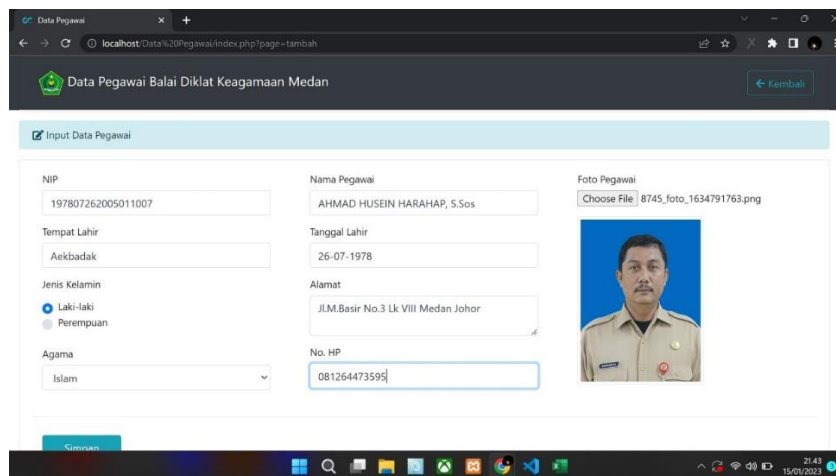 Data Pegawai
localhost/Data%20Pegawai/index.php?page=tambah
Data Pegawai Balai Diklat Keagamaan Medan
Kembali
Input Data Pegawai
NIP
197807262005011007
Nama Pegawai
AHMAD HUSEIN HARAHAP, S.Sos
Foto Pegawai
Choose File 8745_foto_1634791763.png
Tempat Lahir
Aekbadak
Tanggal Lahir
26-07-1978
Jenis Kelamin
Laki-laki
Perempuan
Alamat
Jl.M.Basir No.3 Lk VIII Medan Johor
Agama
Islam
No. HP
081264473595
Simpan
21.43
15/01/2023